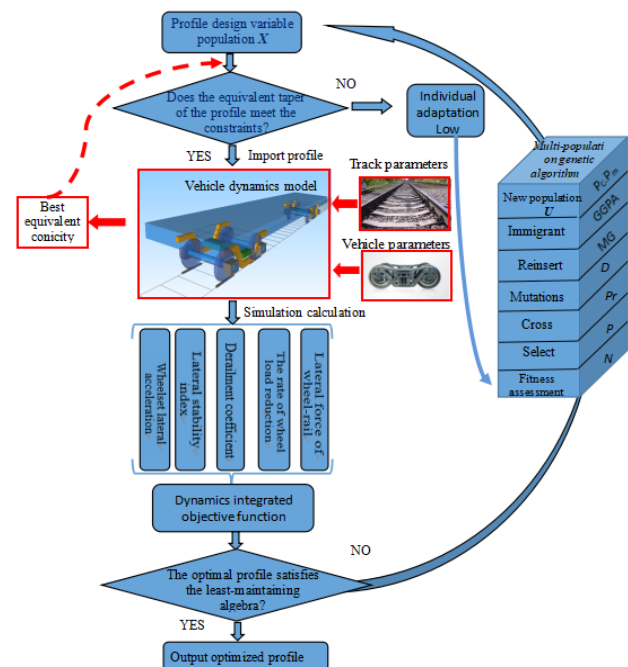 Profile design variable
population X
NO
Does the equivalent taper
of the profile meet the
constraints?
Individual
adaptation
Low
YES
Import profile
Multi-populati
on genetic
algorithm
Track parameters
Vehicle dynamics model
Best
equivalent
conicity
Vehicle parameters
New population
U
Immigrant
Reinsert
Mutations
Cross
Select
Fitness
assessment
PcPm
GGPA
MG
D
Pr
P
N
Simulation calculation
Wheelset lateral
acceleration
Lateral stability
index
Derailment coefficient
The rate of wheel
load reduction
Lateral force of
wheel-rail
Dynamics integrated
objective function
NO
The optimal profile satisfies
the least-maintaining
algebra?
YES
Output optimized profile